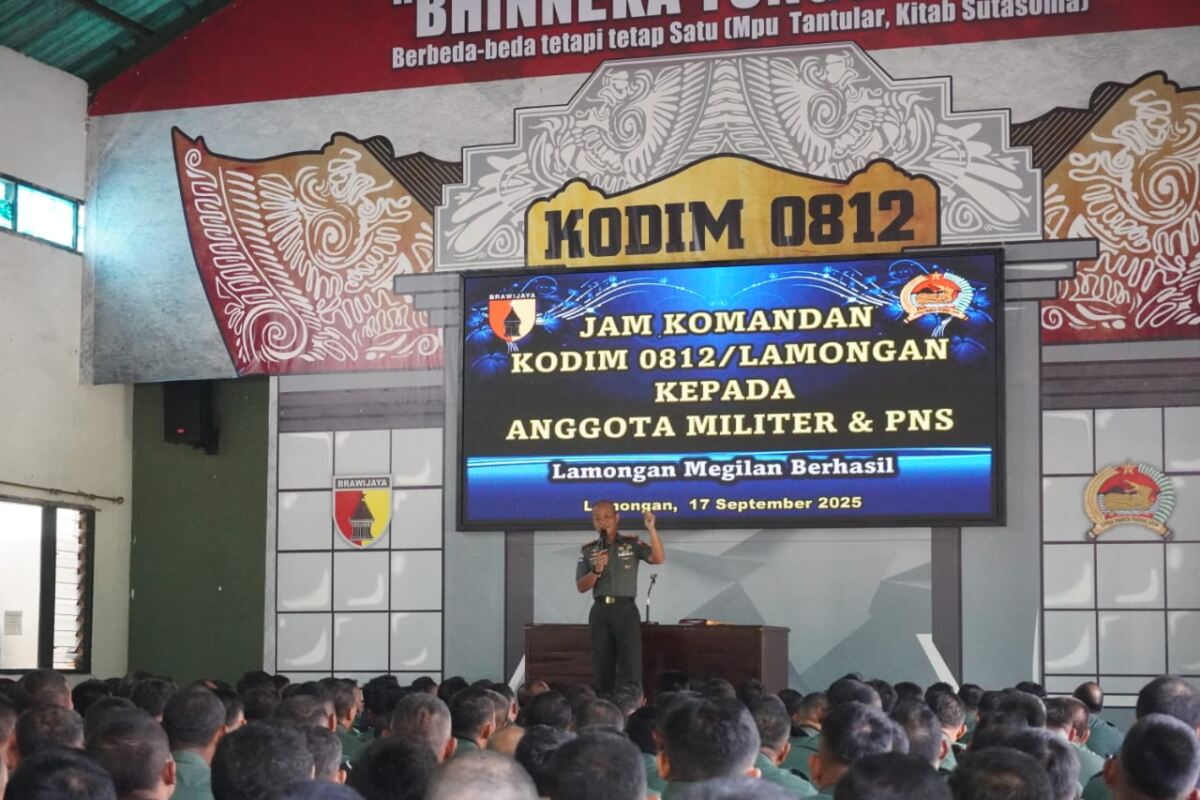 "BHINNEKA
Berbeda-beda tetapi tetap Satu (Mpu Tantular, Kitab Sutasoma)
KODIM 0812
BRAWIJAYA
JAM KOMANDAN
KODIM 0812/LAMONGAN
KEPADA
ANGGOTA MILITER & PNS
Lamongan Megilan Berhasil
Lamongan, 17 September 2025
BRAWIJAYA